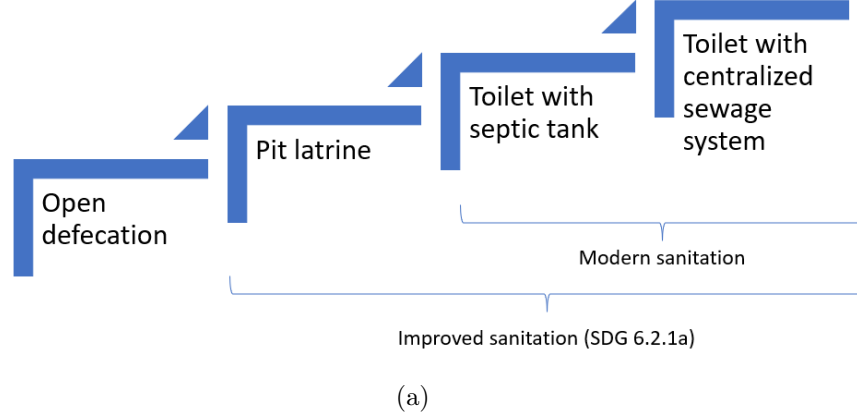 Open
defecation
Pit latrine
Toilet with
septic tank
Toilet with
centralized
sewage
system
Modern sanitation
Improved sanitation (SDG 6.2.1a)
(a)